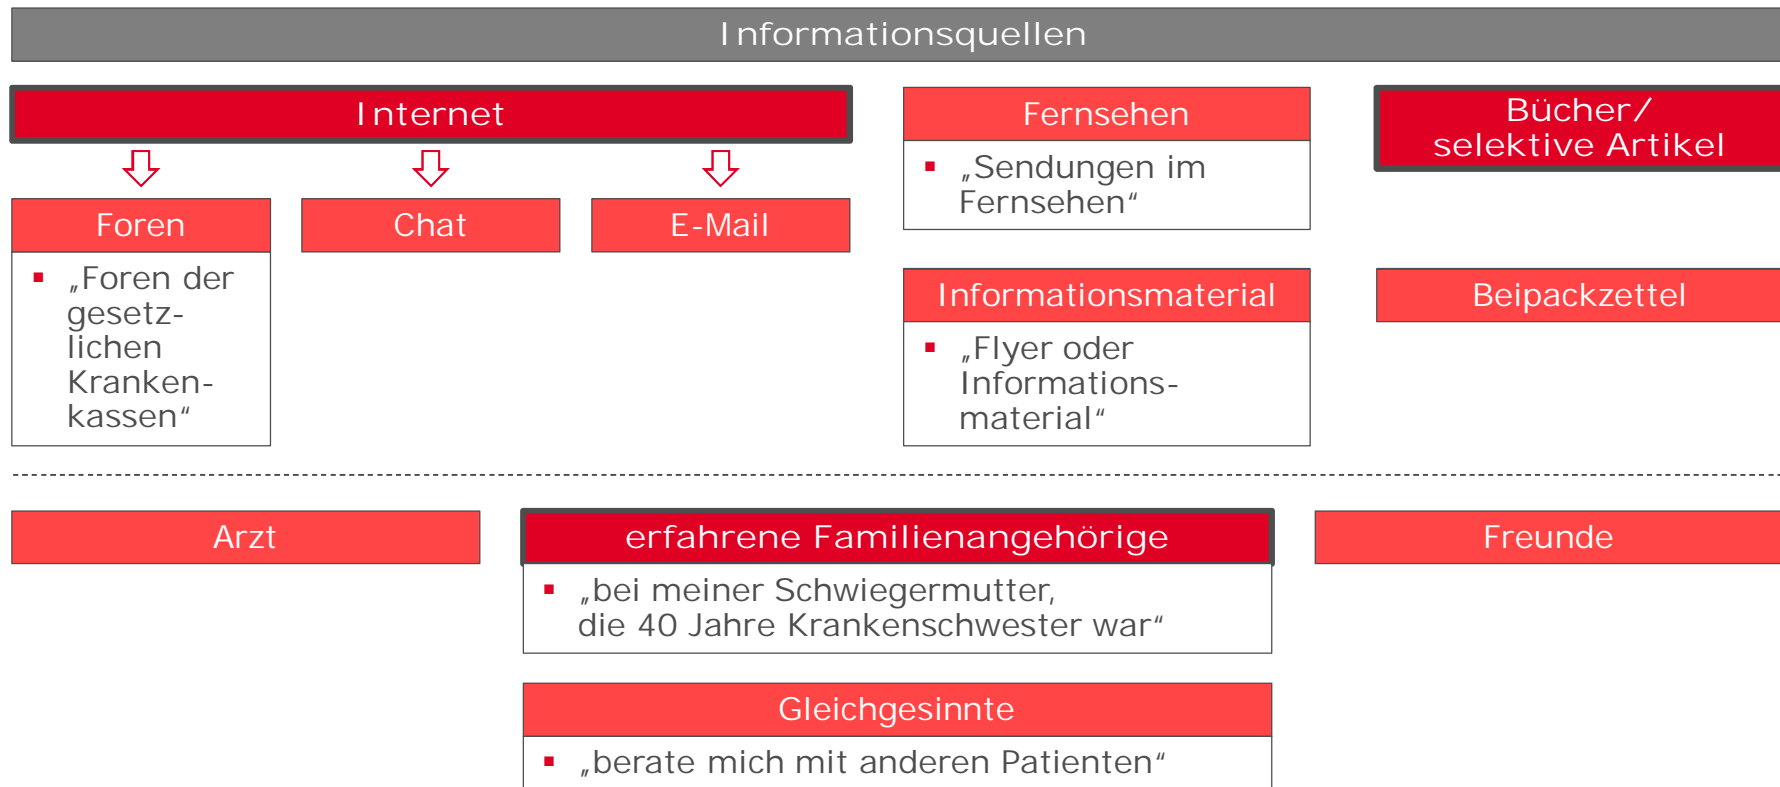 Informationsquellen
Internet
Foren
„Foren der
gesetz-
lichen
Kranken-
kassen“
Chat
E-Mail
Fernsehen
„Sendungen im
Fernsehen“
Bücher/
selektive Artikel
Informationsmaterial
„Flyer oder
Informations-
material“
Beipackzettel
Arzt
erfahrene Familienangehörige
„bei meiner Schwiegermutter,
die 40 Jahre Krankenschwester war“
Freunde
Gleichgesinnte
„berate mich mit anderen Patienten“